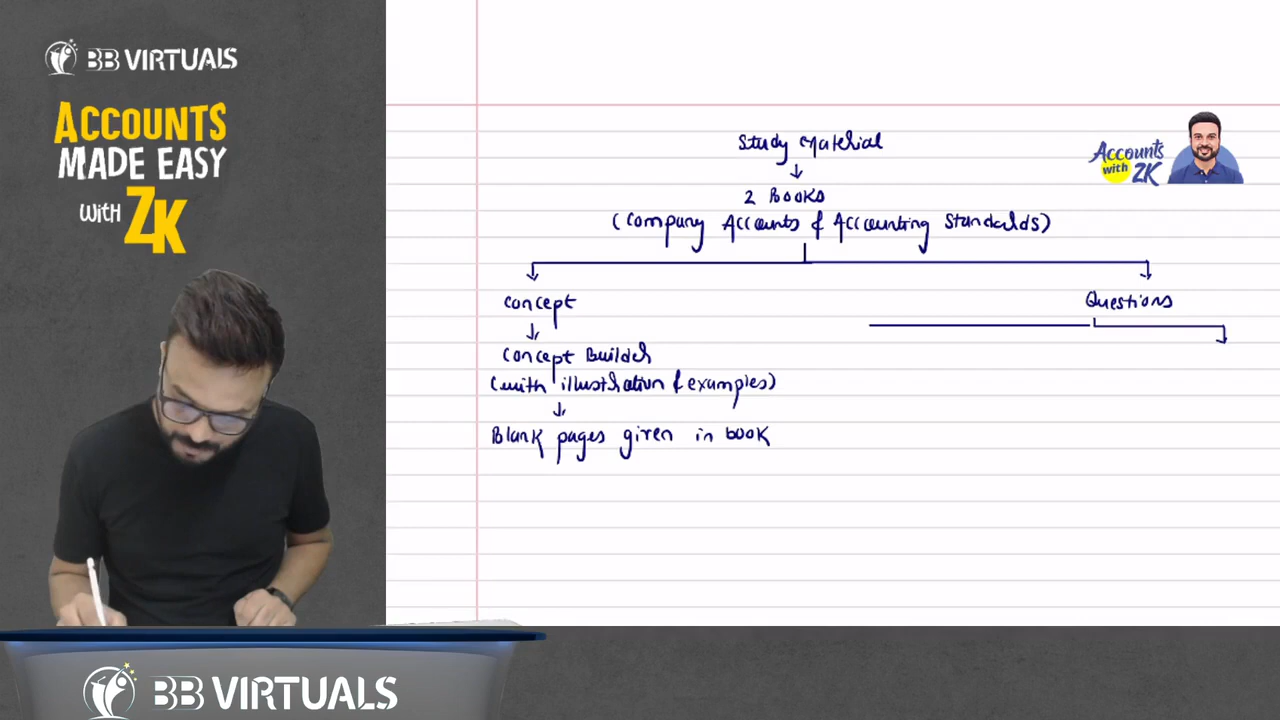 BB VIRTUALS
ACCOUNTS
MADE EASY
WITH ZK
Study Material
2 Books
(Company Accounts & Accounting Standards)
Accounts
with ZK
Concept
Questions
Concept Builder
(with illustration & examples)
Blank pages given in book
BB VIRTUALS